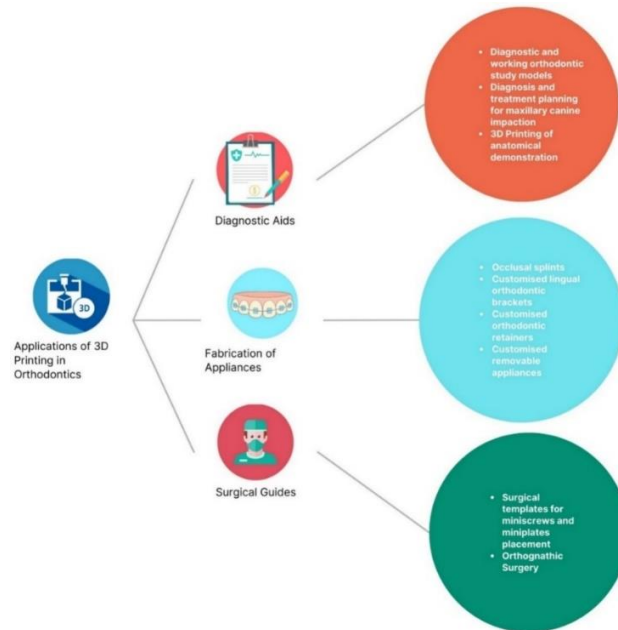 Applications of 3D
Printing in
Orthodontics
3D
Diagnostic Aids
Fabrication of
Appliances
Surgical Guides
• Diagnostic and
working orthodontic
study models
• Diagnosis and
treatment planning
for maxillary canine
impaction
• 3D Printing of
anatomical
demonstration
• Occlusal splints
• Customised lingual
orthodontic
brackets
• Customised
orthodontic
retainers
• Customised
removable
appliances
• Surgical
templates for
miniscrews and
miniplates
placement
• Orthognathic
Surgery